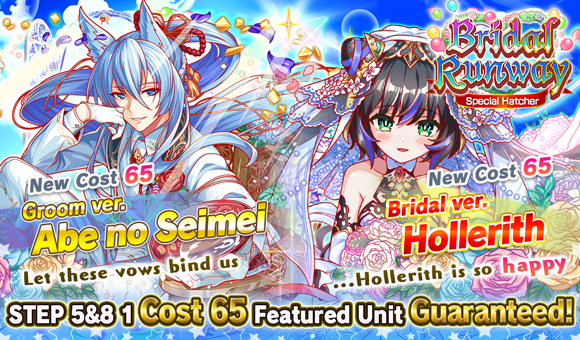 Bridal
Runway
Special Hatcher
New Cost 65
Groom ver.
Abe no Seimei
Let these vows bind us
New Cost 65
Bridal ver.
Hollerith
...Hollerith is so happy
STEP 5&8 1 Cost 65 Featured Unit Guaranteed!